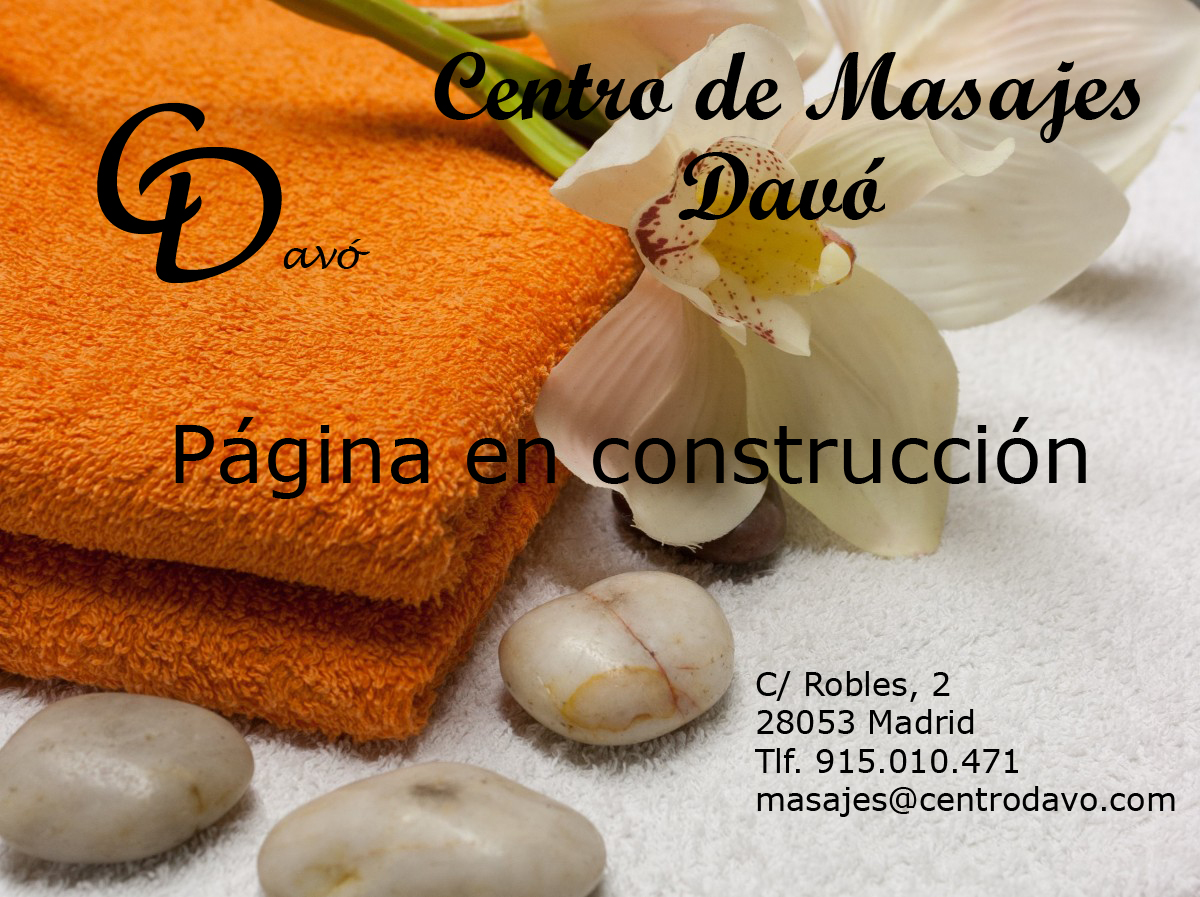 Centro de Masajes
Davó
CDavó
Página en construcción
C/ Robles, 2
28053 Madrid
Tlf. 915.010.471
masajes@centrodavo.com